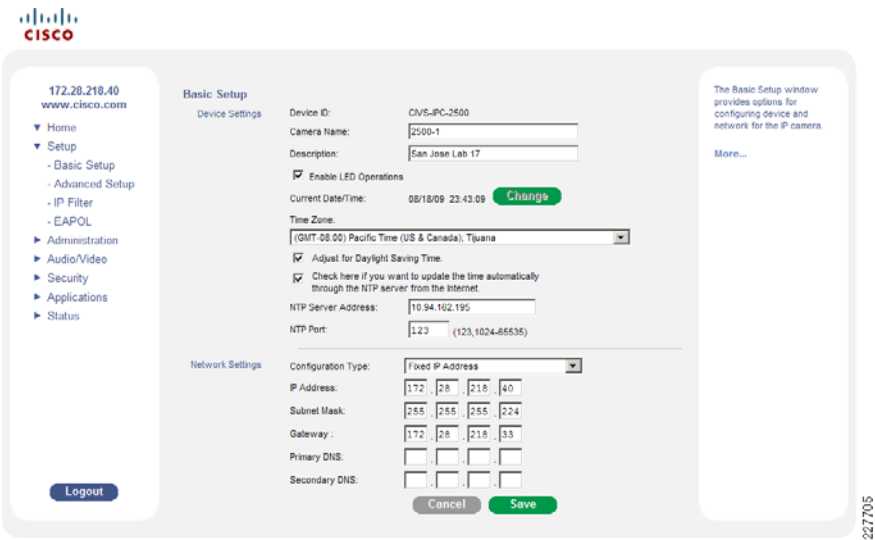 CISCO
172.28.218.40
www.cisco.com
Home
Setup
- Basic Setup
- Advanced Setup
- IP Filter
- EAPOL
Administration
Audio/Video
Security
Applications
Status
Logout
Basic Setup
Device Settings
Device ID: CIVS-IPC-2500
Camera Name: 2500-1
Description: San Jose Lab 17
Enable LED Operations
Current Date/Time: 08/18/09 23:43:09 Change
Time Zone:
(GMT-08:00) Pacific Time (US & Canada), Tijuana
Adjust for Daylight Saving Time.
Check here if you want to update the time automatically
through the NTP server from the Internet.
NTP Server Address: 10.94.162.195
NTP Port: 123 (123,1024-65535)
Network Settings
Configuration Type: Fixed IP Address
IP Address: 172 . 28 . 218 . 40
Subnet Mask: 255 . 255 . 255 . 224
Gateway : 172 . 28 . 218 . 33
Primary DNS: . . .
Secondary DNS: . . .
Cancel Save
The Basic Setup window
provides options for
configuring device and
network for the IP camera.
More...
227705